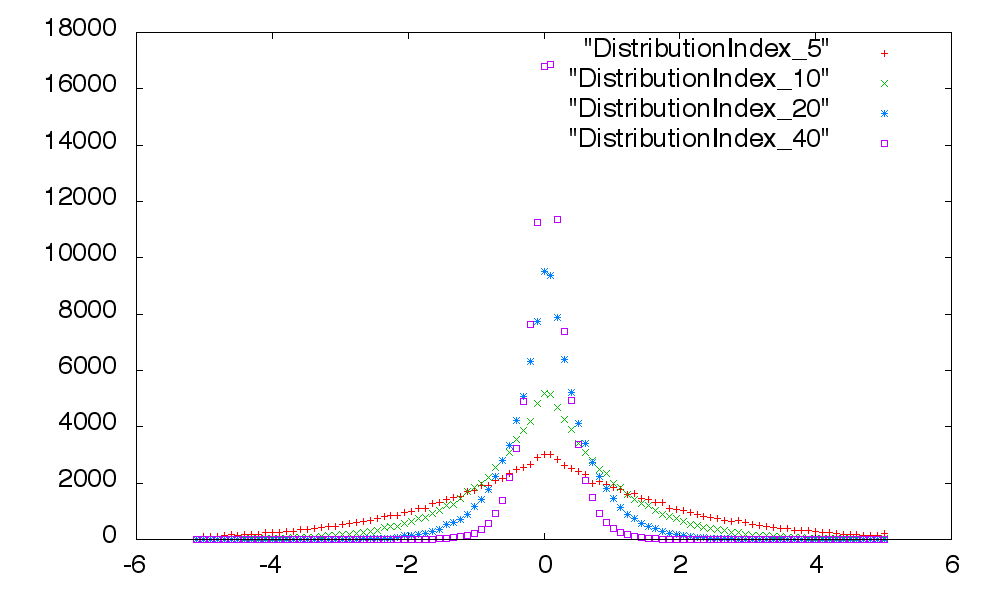 18000
16000
14000
12000
10000
8000
6000
4000
2000
0
-6 -4 -2 0 2 4 6
"DistributionIndex_5"
"DistributionIndex_10"
"DistributionIndex_20"
"DistributionIndex_40"